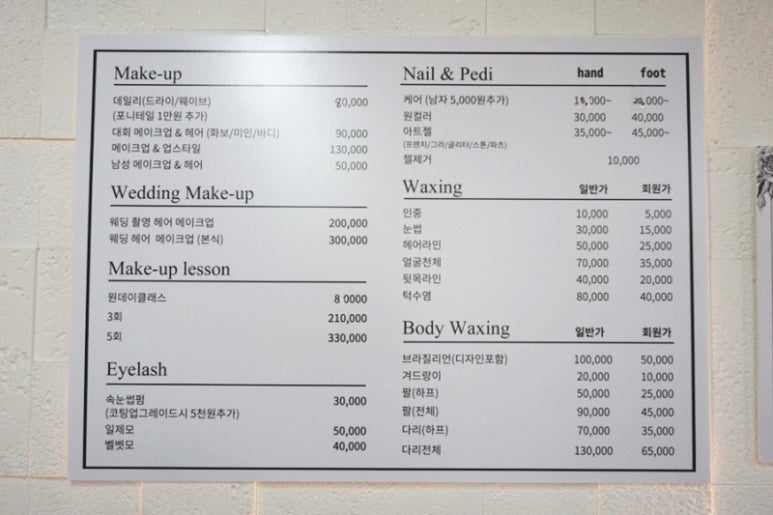 Make-up
데일리(드라이/웨이브) 80,000
(포니테일 1만원 추가)
대회 메이크업 & 헤어 (화보/미인/바디) 90,000
메이크업 & 업스타일 130,000
남성 메이크업 & 헤어 50,000
Wedding Make-up
웨딩 촬영 헤어 메이크업 200,000
웨딩 헤어 메이크업 (본식) 300,000
Make-up lesson
원데이클래스 8 0000
3회 210,000
5회 330,000
Eyelash
속눈썹펌 30,000
(코팅업그레이드시 5천원추가)
일제모 50,000
벨벳모 40,000
Nail & Pedi hand foot
케어 (남자 5,000원추가)
원컬러 30,000 40,000
아트젤 35,000~ 45,000~
(프렌치/그라/글리터/스톤/파츠)
젤제거 10,000
Waxing 일반가 회원가
인중 10,000 5,000
눈썹 30,000 15,000
헤어라인 50,000 25,000
얼굴전체 70,000 35,000
뒷목라인 40,000 20,000
턱수염 80,000 40,000
Body Waxing 일반가 회원가
브라질리언(디자인포함) 100,000 50,000
겨드랑이 20,000 10,000
팔(하프) 50,000 25,000
팔(전체) 90,000 45,000
다리(하프) 70,000 35,000
다리전체 130,000 65,000